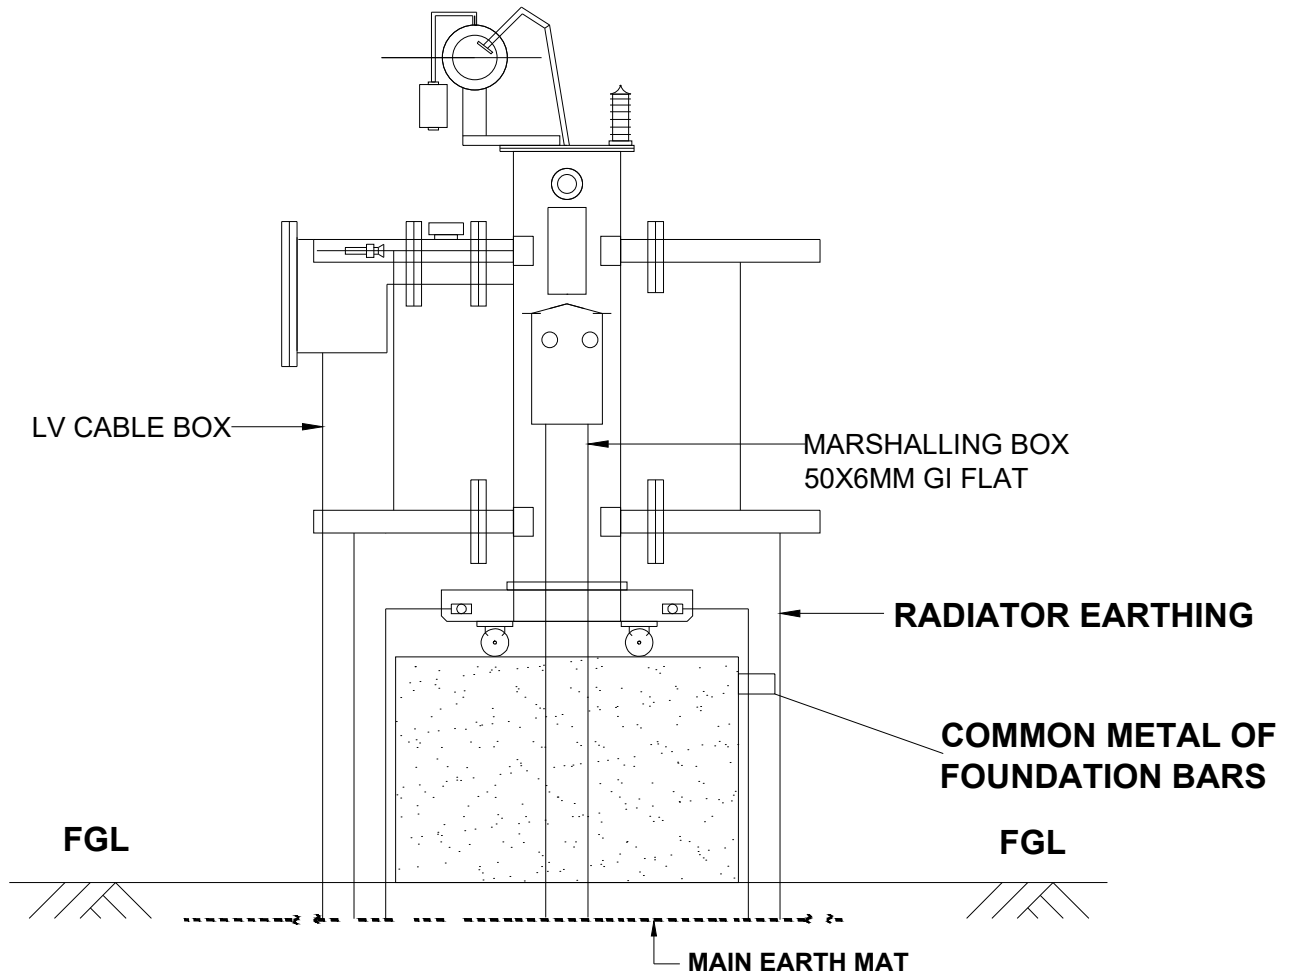 LV CABLE BOX
MARSHALLING BOX
50X6MM GI FLAT
RADIATOR EARTHING
COMMON METAL OF
FOUNDATION BARS
FGL
FGL
MAIN EARTH MAT